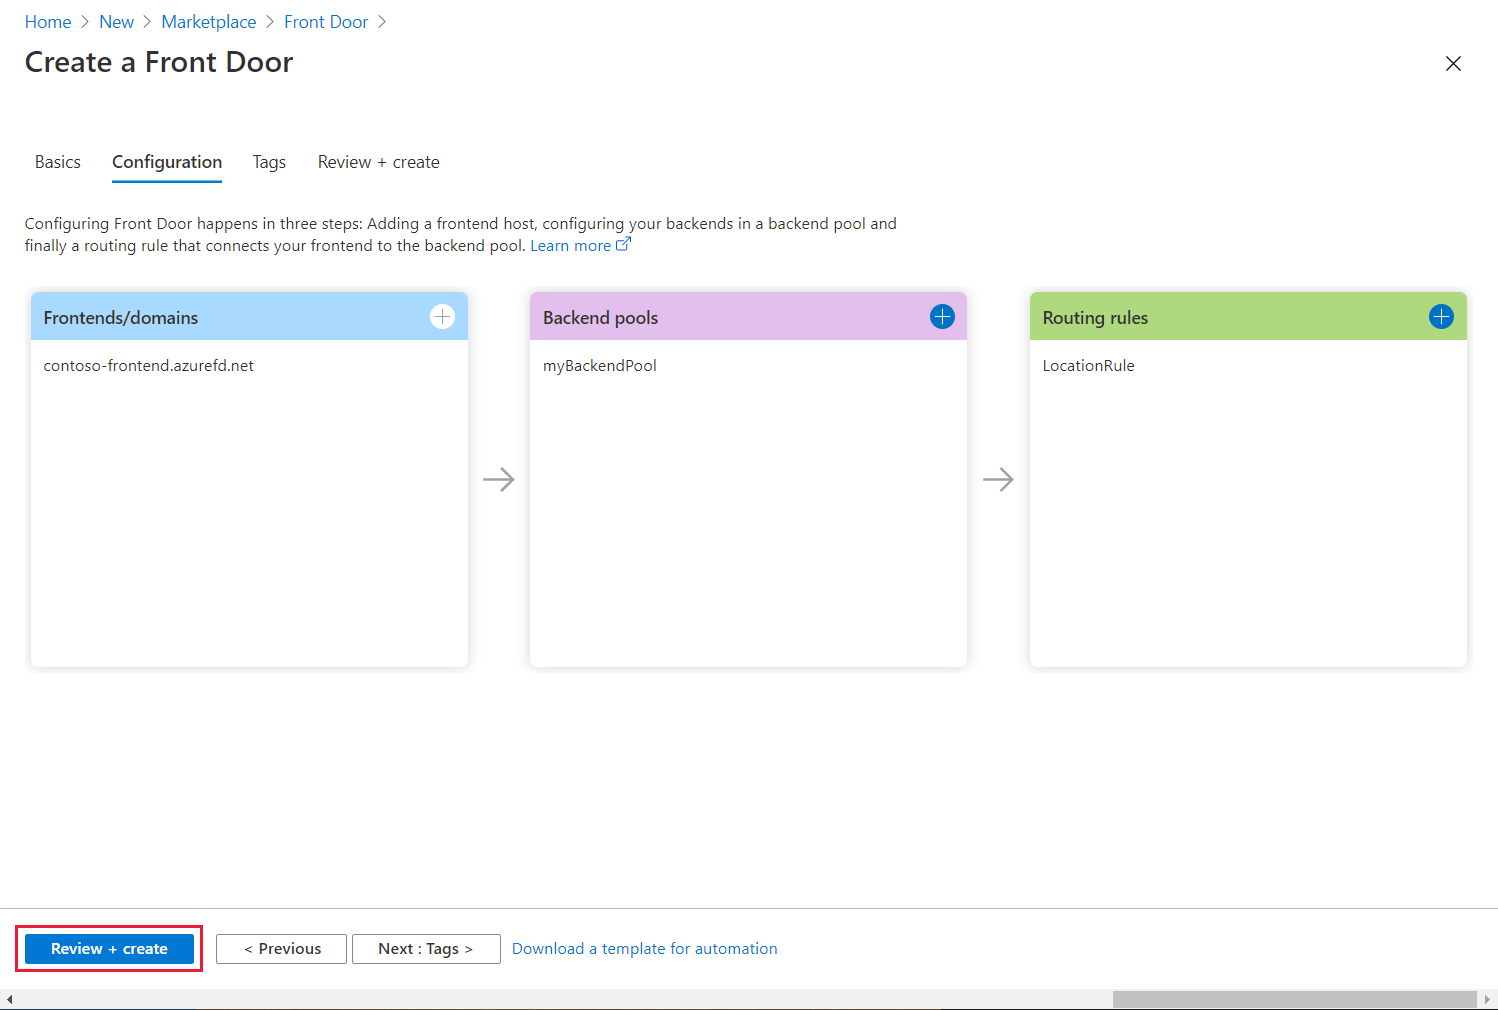 Home > New > Marketplace > Front Door >
Create a Front Door
Basics Configuration Tags Review + create
Configuring Front Door happens in three steps: Adding a frontend host, configuring your backends in a backend pool and
finally a routing rule that connects your frontend to the backend pool. Learn more
Frontends/domains
contoso-frontend.azurefd.net
Backend pools
myBackendPool
Routing rules
LocationRule
Review + create
< Previous
Next : Tags >
Download a template for automation